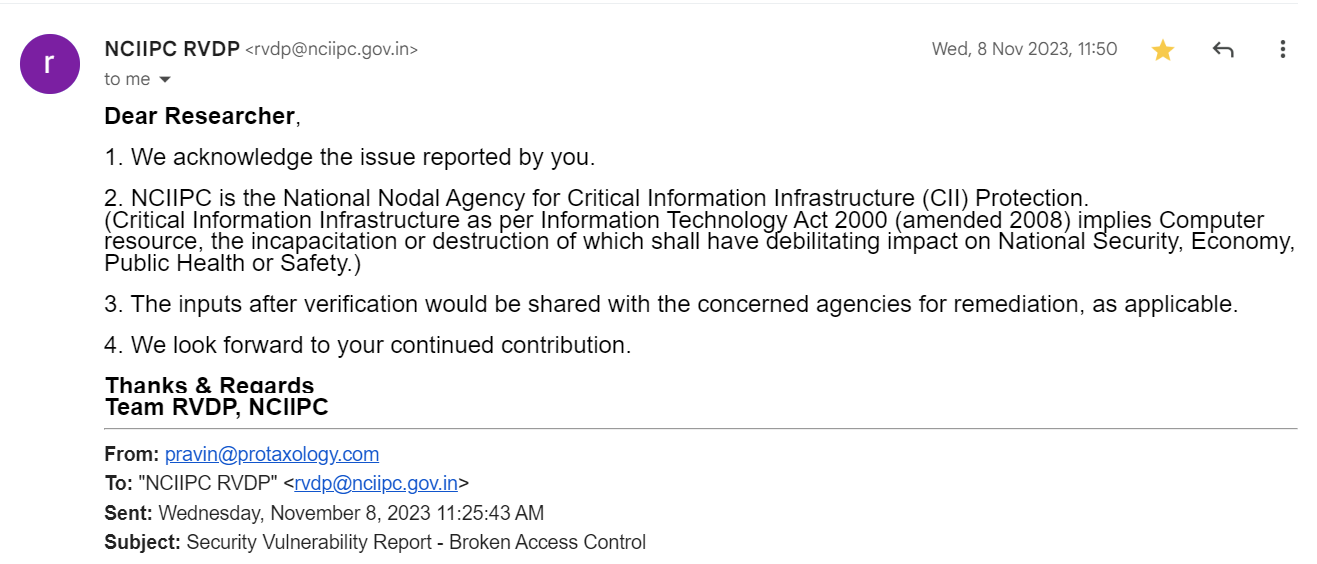 r
NCIIPC RVDP <rvdp@nciipc.gov.in>
Wed, 8 Nov 2023, 11:50
to me
Dear Researcher,
1. We acknowledge the issue reported by you.
2. NCIIPC is the National Nodal Agency for Critical Information Infrastructure (CII) Protection.
(Critical Information Infrastructure as per Information Technology Act 2000 (amended 2008) implies Computer
resource, the incapacitation or destruction of which shall have debilitating impact on National Security, Economy,
Public Health or Safety.)
3. The inputs after verification would be shared with the concerned agencies for remediation, as applicable.
4. We look forward to your continued contribution.
Thanks & Regards
Team RVDP, NCIIPC
From: pravin@protaxology.com
To: "NCIIPC RVDP" <rvdp@nciipc.gov.in>
Sent: Wednesday, November 8, 2023 11:25:43 AM
Subject: Security Vulnerability Report - Broken Access Control